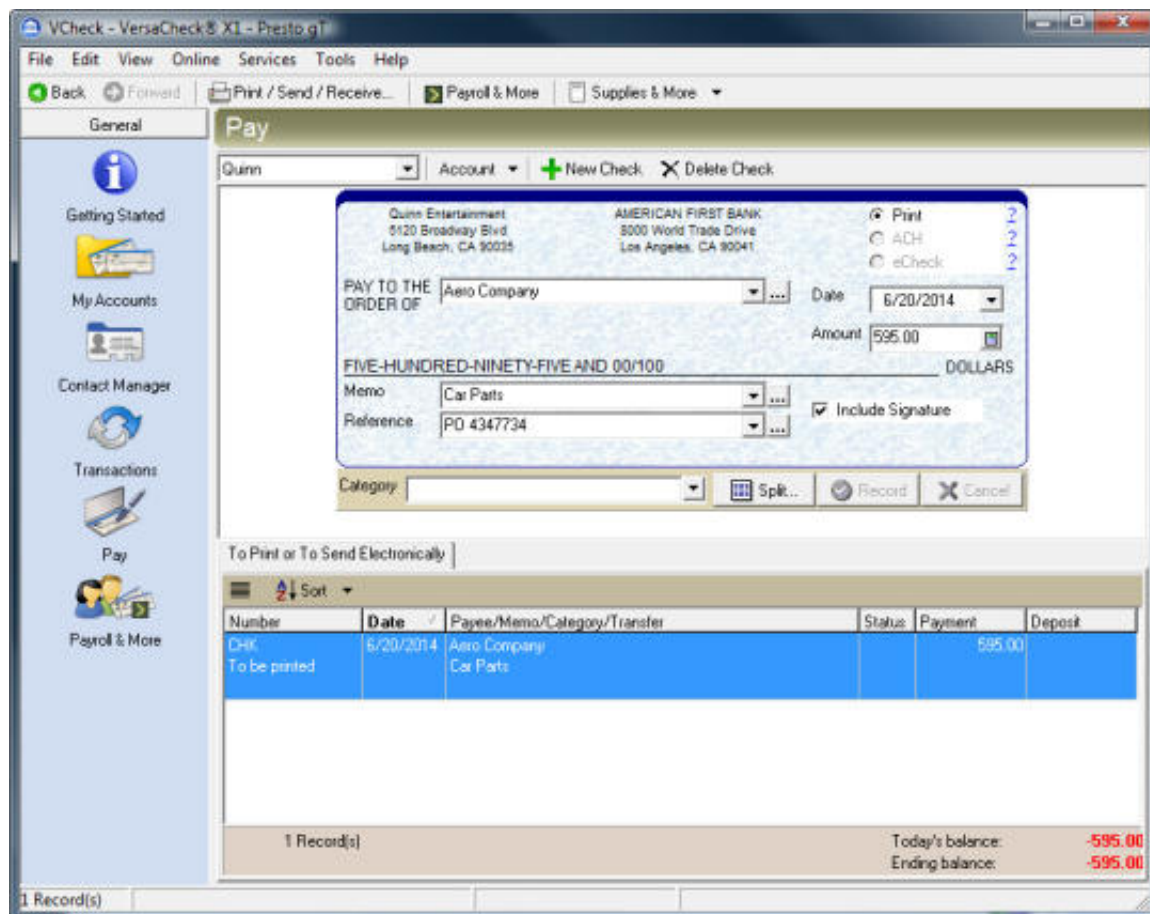 VCheck - VersaCheck® X1 - Presto.gT
File Edit View Online Services Tools Help
Back Forward Print / Send / Receive... Payroll & More Supplies & More
General
Pay
Quinn Account New Check Delete Check
Getting Started
My Accounts
Contact Manager
Transactions
Pay
Payroll & More
Quinn Entertainment
5120 Broadway Blvd
Long Beach, CA 90035
AMERICAN FIRST BANK
8000 World Trade Drive
Los Angeles, CA 90041
Print ?
ACH ?
eCheck ?
PAY TO THE
ORDER OF
Aero Company
Date 6/20/2014
Amount 595.00
FIVE-HUNDRED-NINETY-FIVE AND 00/100 DOLLARS
Memo Car Parts
Include Signature
Reference PO 4347734
Category Split... Record Cancel
To Print or To Send Electronically
Sort
Number Date Payee/Memo/Category/Transfer Status Payment Deposit
CHK 6/20/2014 Aero Company 595.00
To be printed Car Parts
1 Record(s) Today's balance: -595.00
Ending balance: -595.00
1 Record(s)